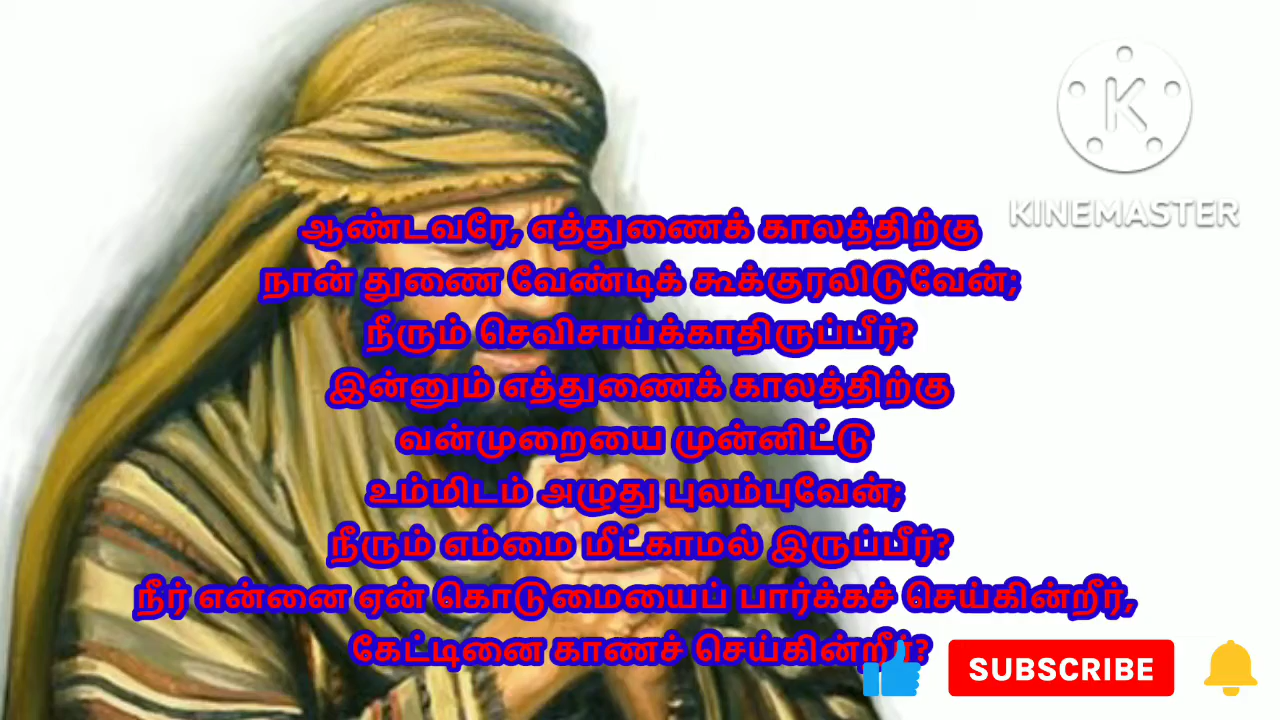 ஆண்டவரே, எத்துணைக் காலத்திற்கு
நான் துணை வேண்டிக் கூக்குரலிடுவேன்;
நீரும் செவிசாய்க்காதிருப்பீர்?
இன்னும் எத்துணைக் காலத்திற்கு
வன்முறையை முன்னிட்டு
உம்மிடம் அழுது புலம்புவேன்;
நீரும் எம்மை மீட்காமல் இருப்பீர்?
நீர் என்னை ஏன் கொடுமையைப் பார்க்கச் செய்கின்றீர்,
கேட்டினை காணச் செய்கின்றீர்?
K
KINEMASTER
SUBSCRIBE